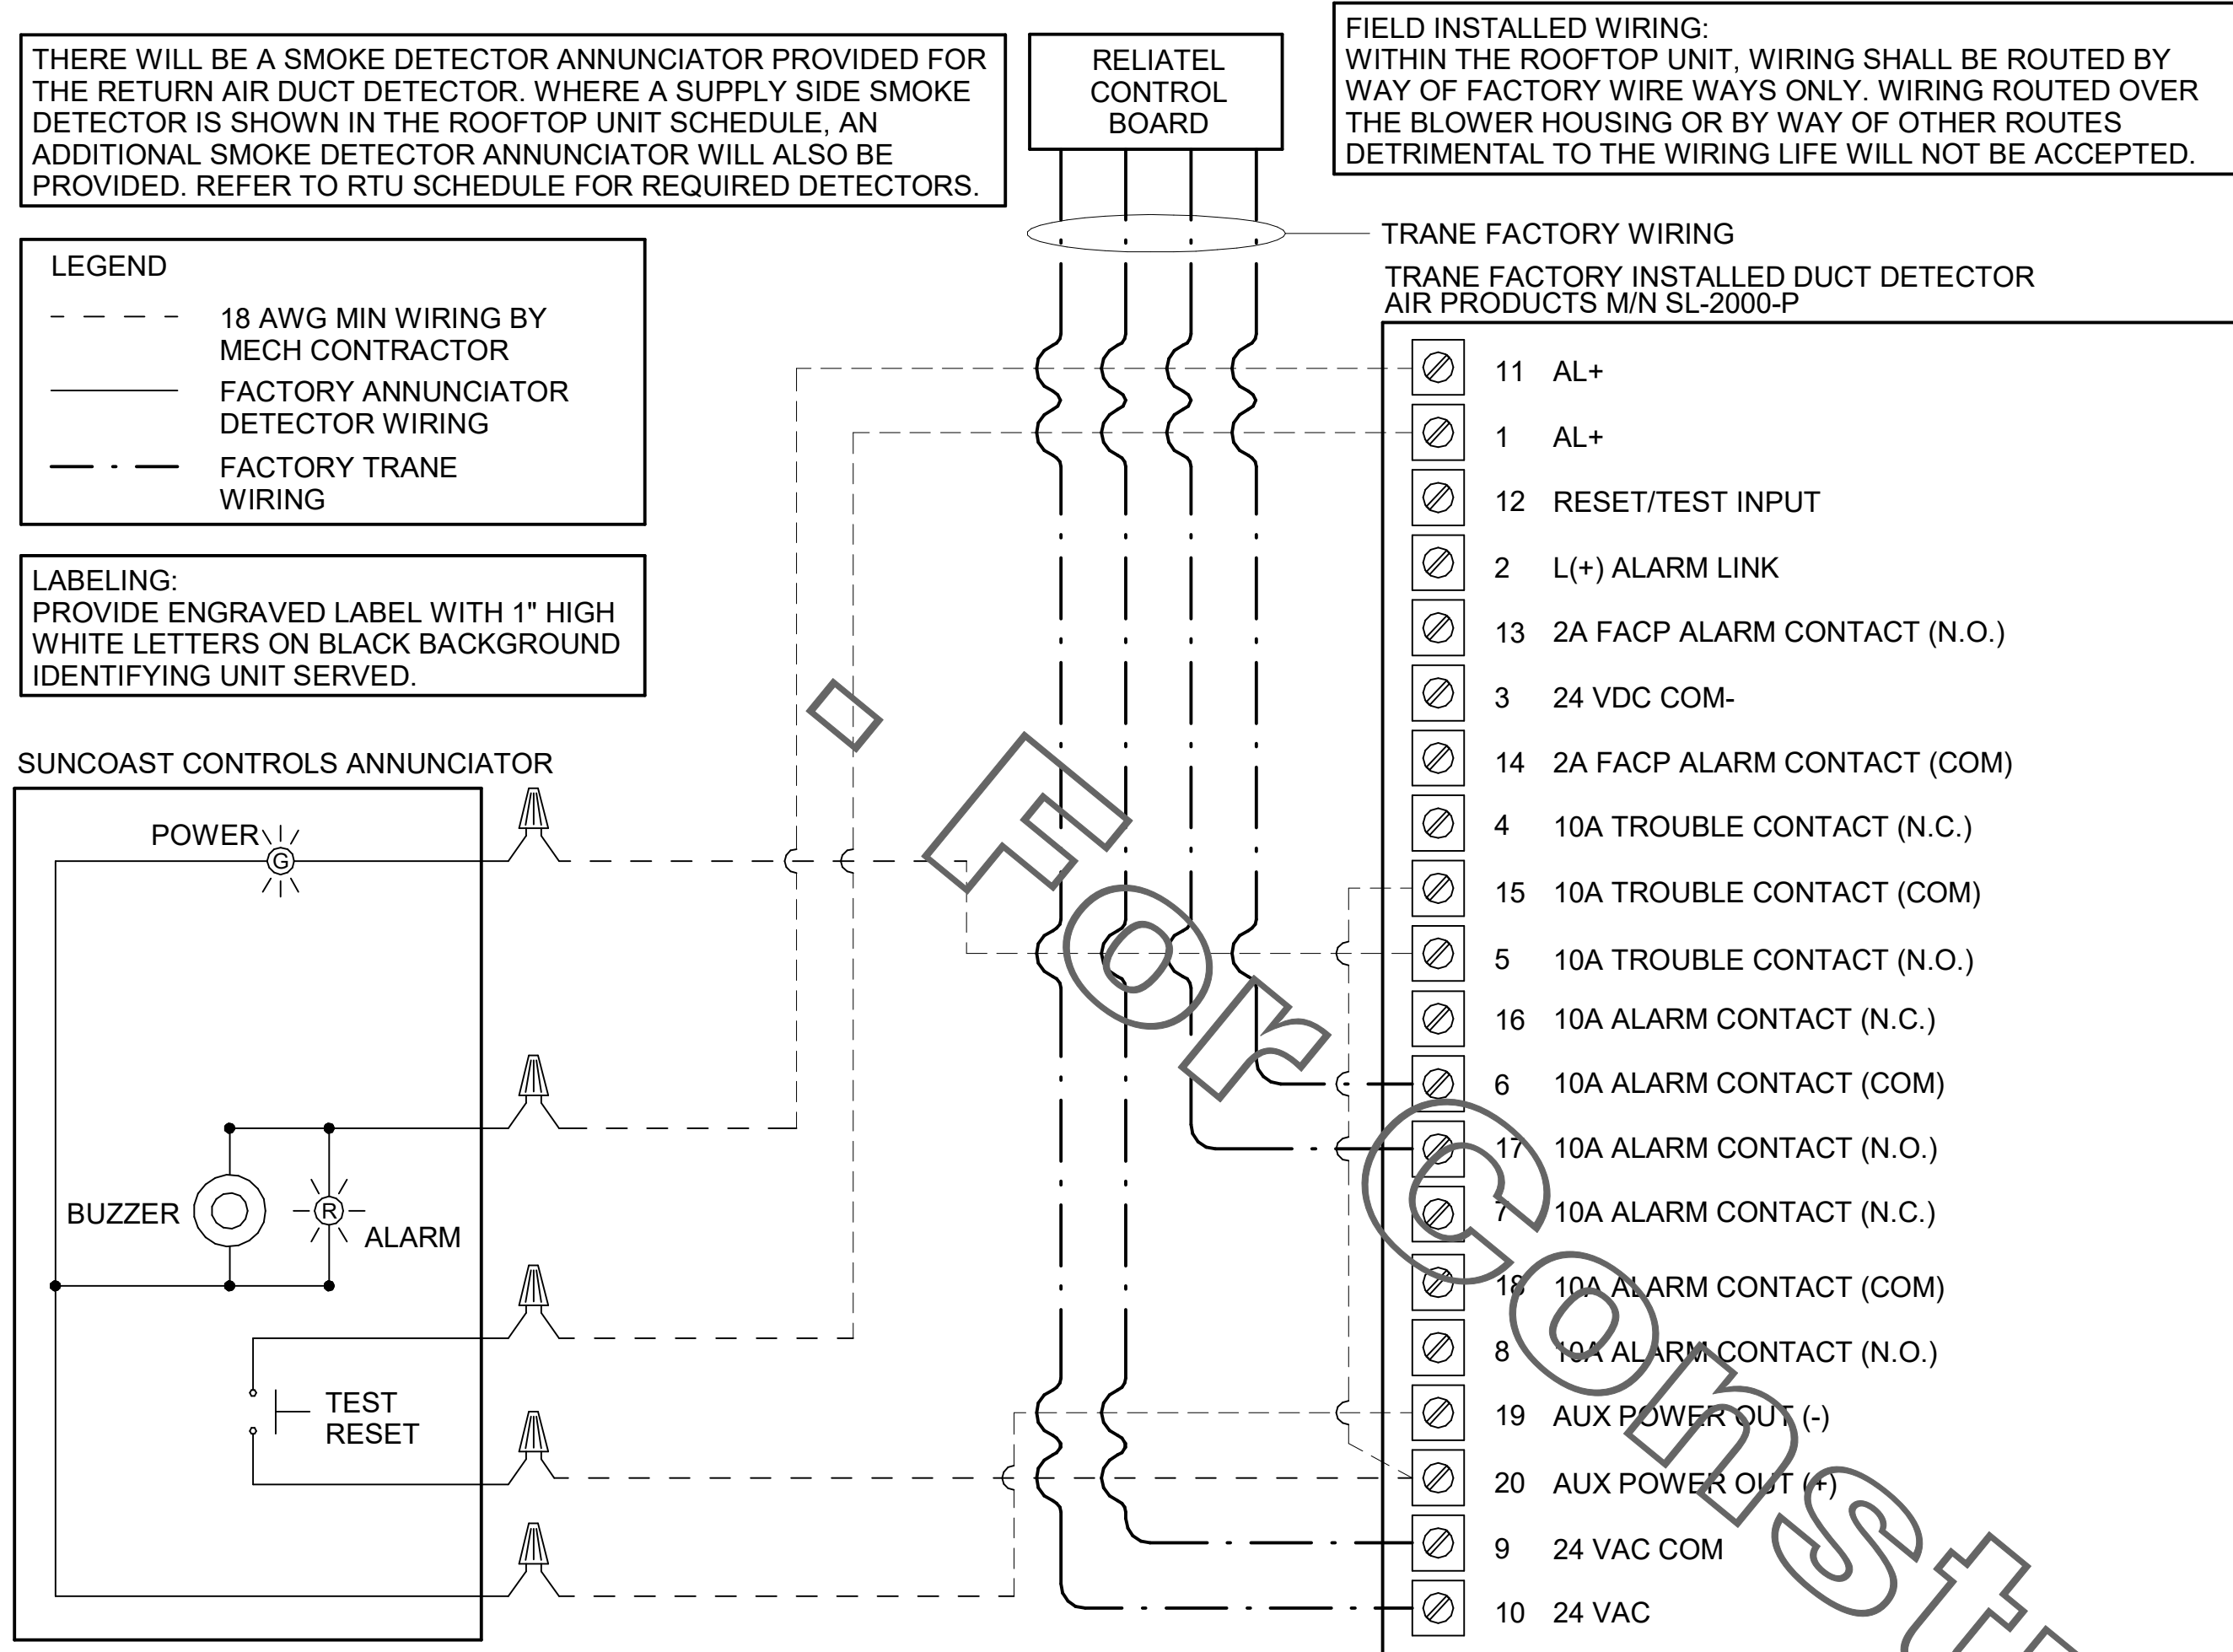 THERE WILL BE A SMOKE DETECTOR ANNUNCIATOR PROVIDED FOR
THE RETURN AIR DUCT DETECTOR. WHERE A SUPPLY SIDE SMOKE
DETECTOR IS SHOWN IN THE ROOFTOP UNIT SCHEDULE, AN
ADDITIONAL SMOKE DETECTOR ANNUNCIATOR WILL ALSO BE
PROVIDED. REFER TO RTU SCHEDULE FOR REQUIRED DETECTORS.
RELIATEL
CONTROL
BOARD
FIELD INSTALLED WIRING:
WITHIN THE ROOFTOP UNIT, WIRING SHALL BE ROUTED BY
WAY OF FACTORY WIRE WAYS ONLY. WIRING ROUTED OVER
THE BLOWER HOUSING OR BY WAY OF OTHER ROUTES
DETRIMENTAL TO THE WIRING LIFE WILL NOT BE ACCEPTED.
LEGEND
18 AWG MIN WIRING BY
MECH CONTRACTOR
FACTORY ANNUNCIATOR
DETECTOR WIRING
FACTORY TRANE
WIRING
LABELING:
PROVIDE ENGRAVED LABEL WITH 1" HIGH
WHITE LETTERS ON BLACK BACKGROUND
IDENTIFYING UNIT SERVED.
TRANE FACTORY WIRING
TRANE FACTORY INSTALLED DUCT DETECTOR
AIR PRODUCTS M/N SL-2000-P
11 AL+
1 AL+
12 RESET/TEST INPUT
2 L(+) ALARM LINK
13 2A FACP ALARM CONTACT (N.O.)
3 24 VDC COM-
14 2A FACP ALARM CONTACT (COM)
4 10A TROUBLE CONTACT (N.C.)
15 10A TROUBLE CONTACT (COM)
5 10A TROUBLE CONTACT (N.O.)
16 10A ALARM CONTACT (N.C.)
6 10A ALARM CONTACT (COM)
17 10A ALARM CONTACT (N.O.)
7 10A ALARM CONTACT (N.C.)
18 10A ALARM CONTACT (COM)
8 10A ALARM CONTACT (N.O.)
19 AUX POWER OUT (-)
20 AUX POWER OUT (+)
9 24 VAC COM
10 24 VAC
SUNCOAST CONTROLS ANNUNCIATOR
POWER
G
BUZZER
R
ALARM
TEST
RESET
- For Const